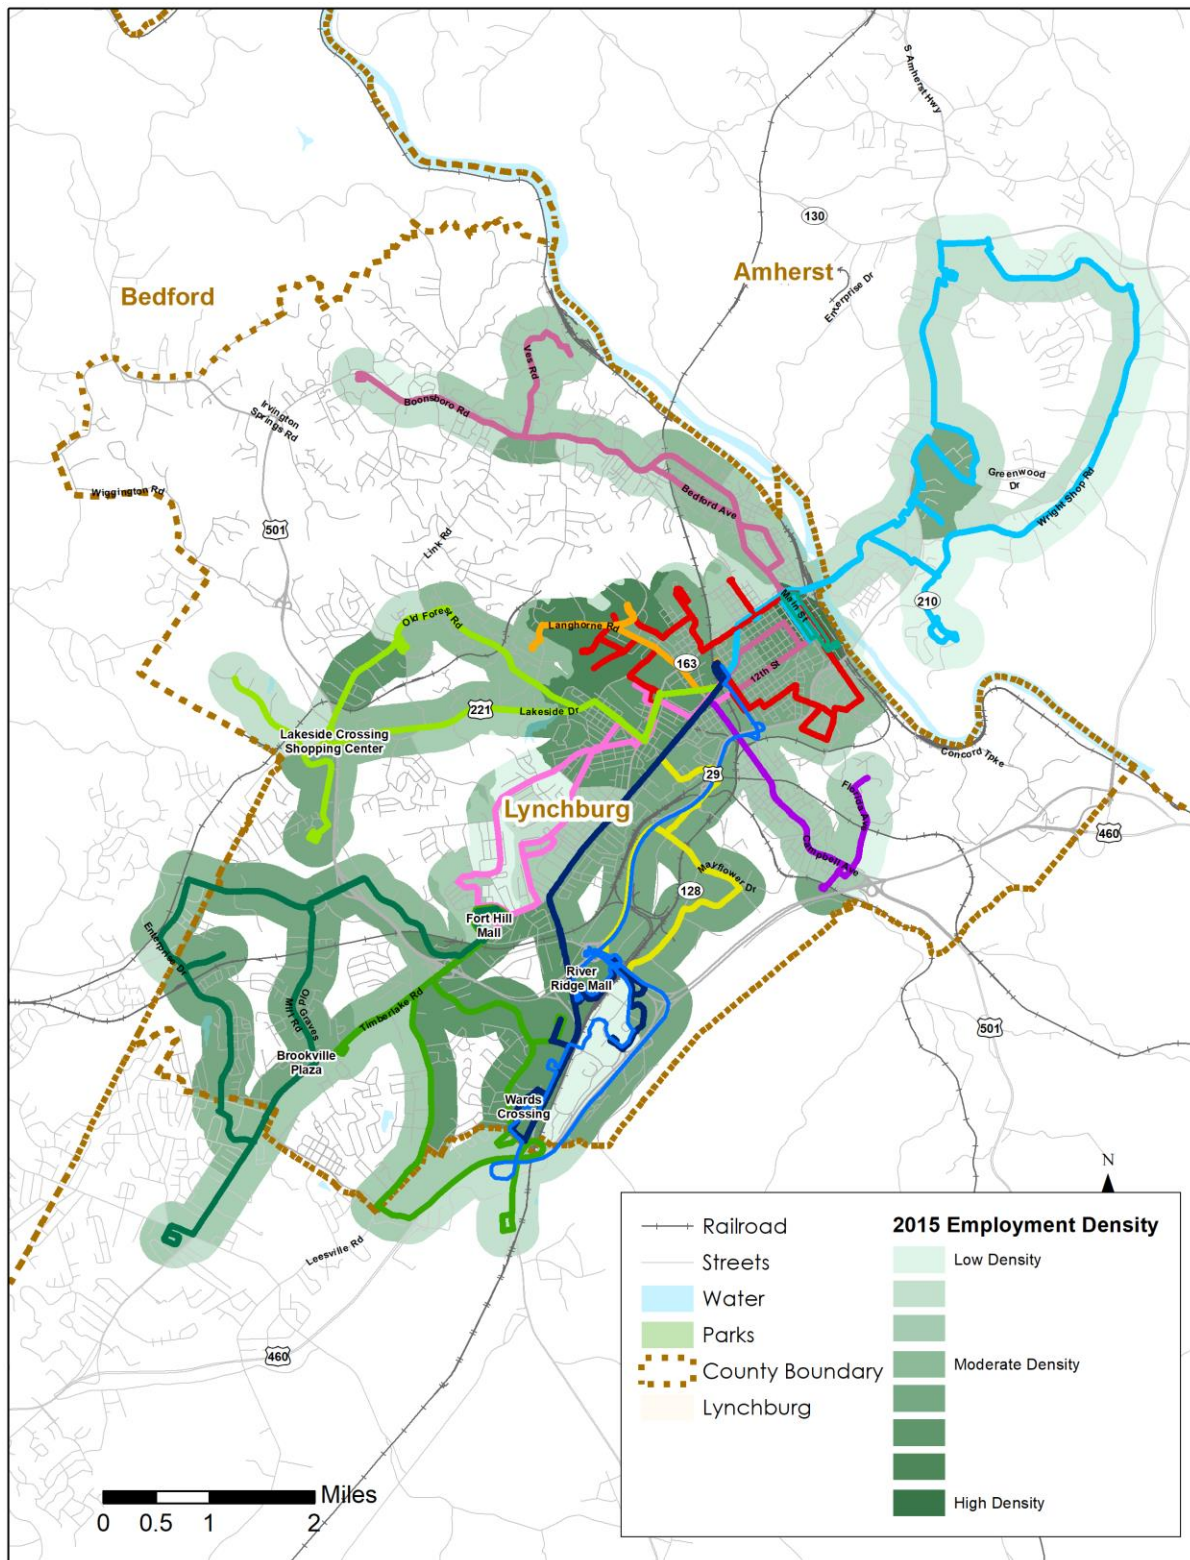 S Amherst Hwy
130
Amherst
Enterprise Dr
Bedford
Ves Rd
Boonsboro Rd
Irvington
Springs Rd
Bedford Ave
Greenwood
Dr
Wright Shop Rd
Wiggington Rd
501
Link Rd
Main St
210
Old Forest Rd
Langhorne Rd
163
12th St
221
Lakeside Dr
Lakeside Crossing
Shopping Center
29
Concord Tpke
Lynchburg
Florida Ave
460
Campbell Ave
Mayflower Dr
128
Fort Hill
Mall
Enterprise Dr
River
Ridge Mall
Old Graves
Mill Rd
Timberlake Rd
501
Brookville
Plaza
Wards
Crossing
Leesville Rd
460
N
Railroad
Streets
Water
Parks
County Boundary
Lynchburg
2015 Employment Density
Low Density
Moderate Density
High Density
Miles
0 0.5 1 2